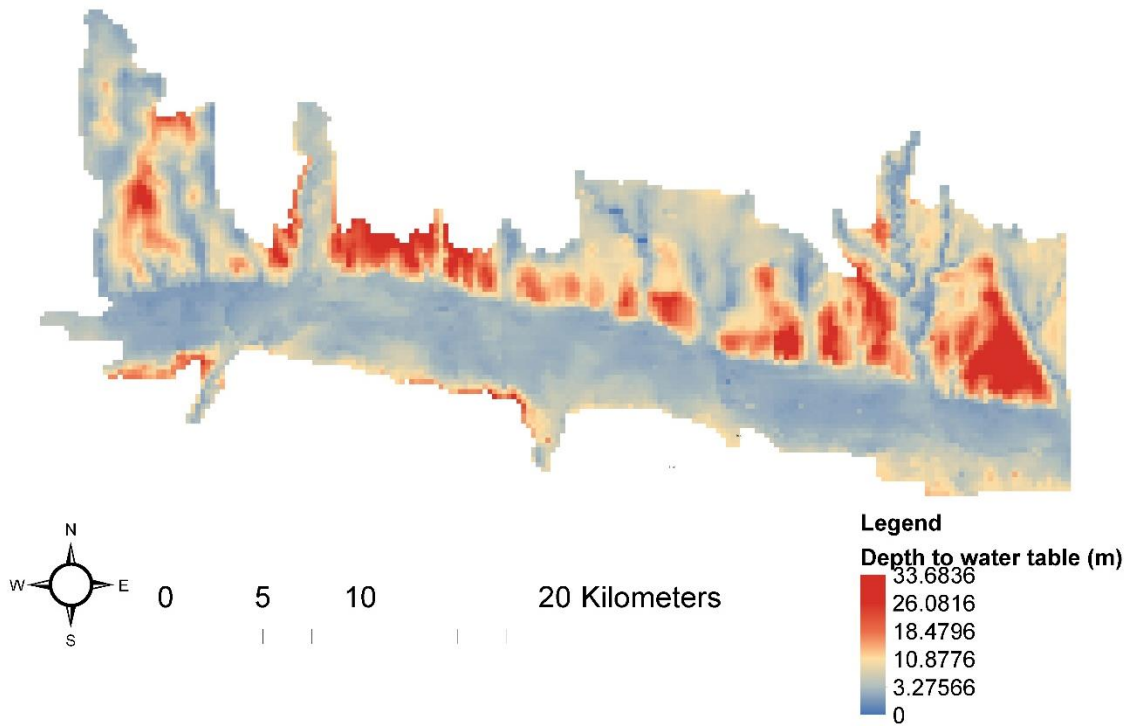 N
W E
S
0 5 10 20 Kilometers
Legend
Depth to water table (m)
33.6836
26.0816
18.4796
10.8776
3.27566
0